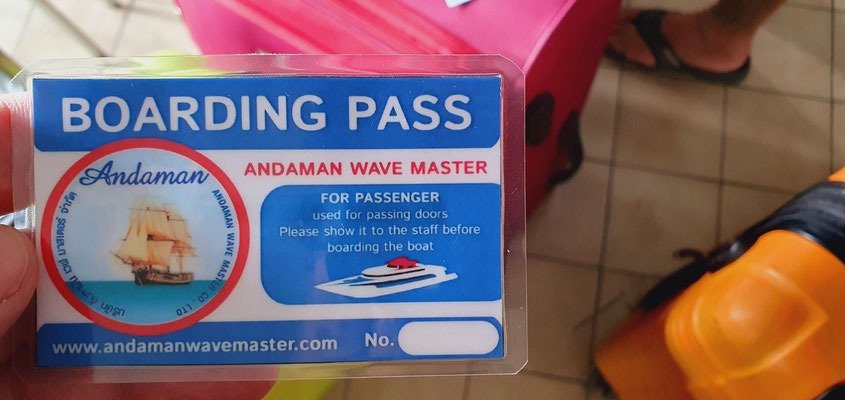 BOARDING PASS
Andaman
ANDAMAN WAVE MASTER CO. LTD
ANDAMAN WAVE MASTER
FOR PASSENGER
used for passing doors
Please show it to the staff before
boarding the boat
www.andamanwavemaster.com
No.